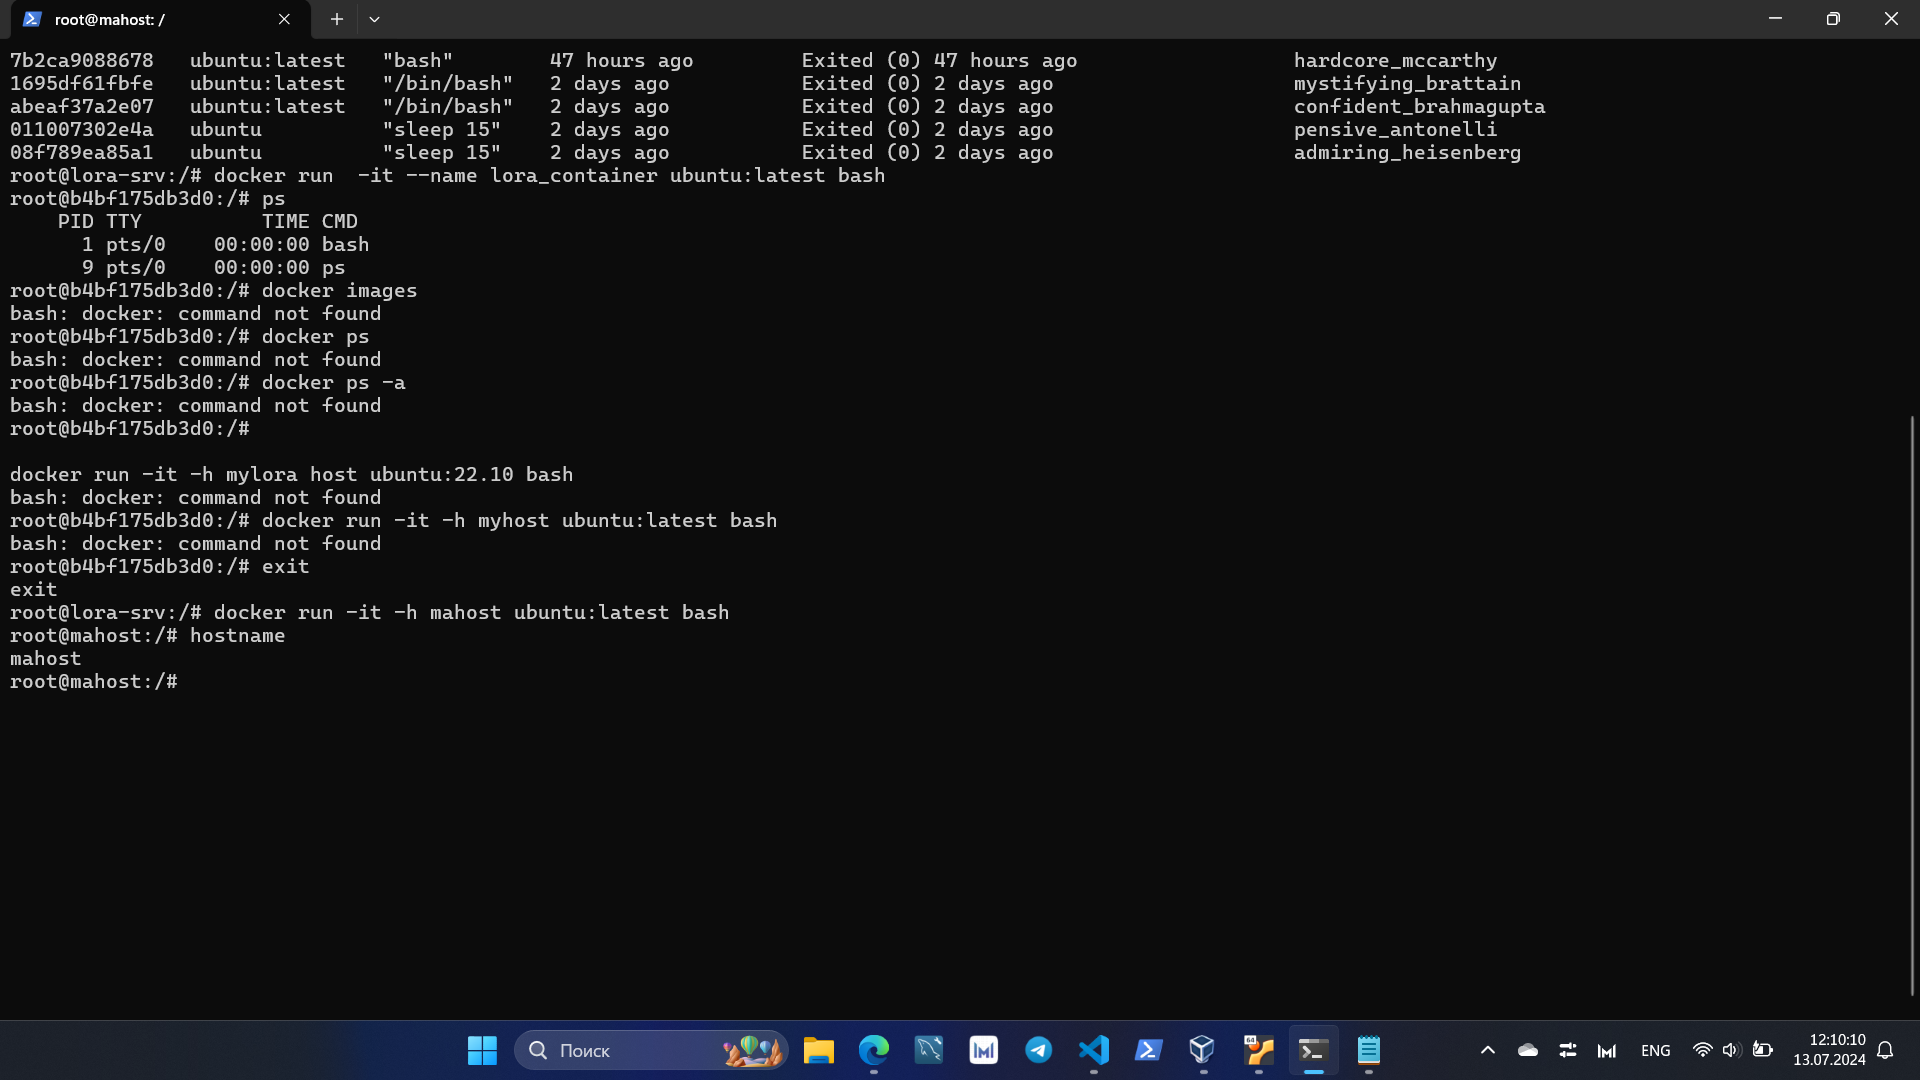 root@mahost: /
7b2ca9088678 ubuntu:latest "bash" 47 hours ago Exited (0) 47 hours ago hardcore_mccarthy
1695df61fbfe ubuntu:latest "/bin/bash" 2 days ago Exited (0) 2 days ago mystifying_brattain
abeaf37a2e07 ubuntu:latest "/bin/bash" 2 days ago Exited (0) 2 days ago confident_brahmagupta
011007302e4a ubuntu "sleep 15" 2 days ago Exited (0) 2 days ago pensive_antonelli
08f789ea85a1 ubuntu "sleep 15" 2 days ago Exited (0) 2 days ago admiring_heisenberg
root@lora-srv:/# docker run  -it --name lora_container ubuntu:latest bash
root@b4bf175db3d0:/# ps
PID TTY TIME CMD
1 pts/0 00:00:00 bash
9 pts/0 00:00:00 ps
root@b4bf175db3d0:/# docker images
bash: docker: command not found
root@b4bf175db3d0:/# docker ps
bash: docker: command not found
root@b4bf175db3d0:/# docker ps -a
bash: docker: command not found
root@b4bf175db3d0:/#
docker run -it -h mylora host ubuntu:22.10 bash
bash: docker: command not found
root@b4bf175db3d0:/# docker run -it -h myhost ubuntu:latest bash
bash: docker: command not found
root@b4bf175db3d0:/# exit
exit
root@lora-srv:/# docker run -it -h mahost ubuntu:latest bash
root@mahost:/# hostname
mahost
root@mahost:/#
Поиск
64
ENG
12:10:10
13.07.2024